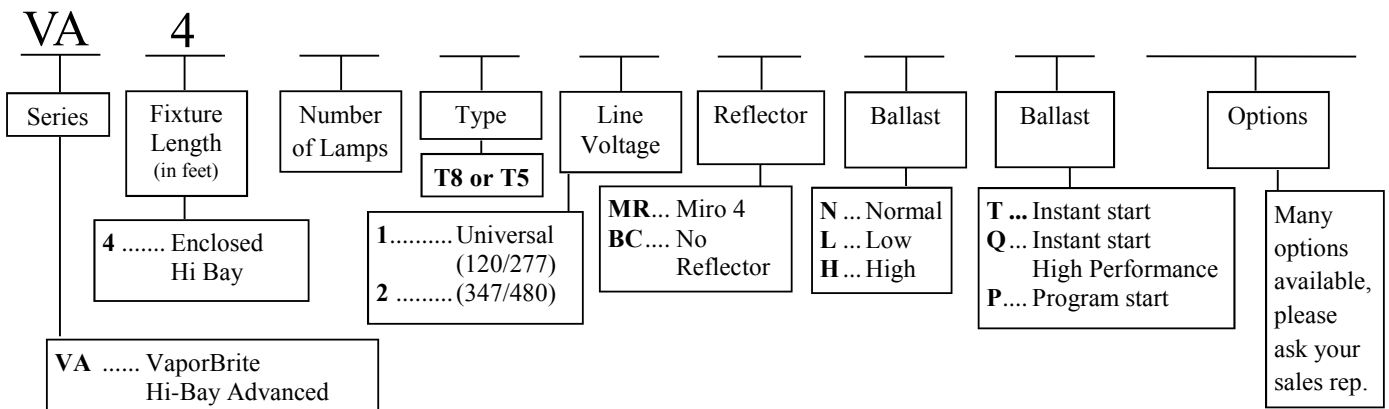 VA 4
Series
Fixture
Length
(in feet)
Number
of Lamps
Type
Line
Voltage
Reflector
Ballast
Ballast
Options
T8 or T5
4 ....... Enclosed
Hi Bay
1.......... Universal
(120/277)
2 ......... (347/480)
MR... Miro 4
BC.... No
Reflector
N ... Normal
L ... Low
H ... High
T ... Instant start
Q ... Instant start
High Performance
P.... Program start
Many
options
available,
please
ask your
sales rep.
VA ...... VaporBrite
Hi-Bay Advanced